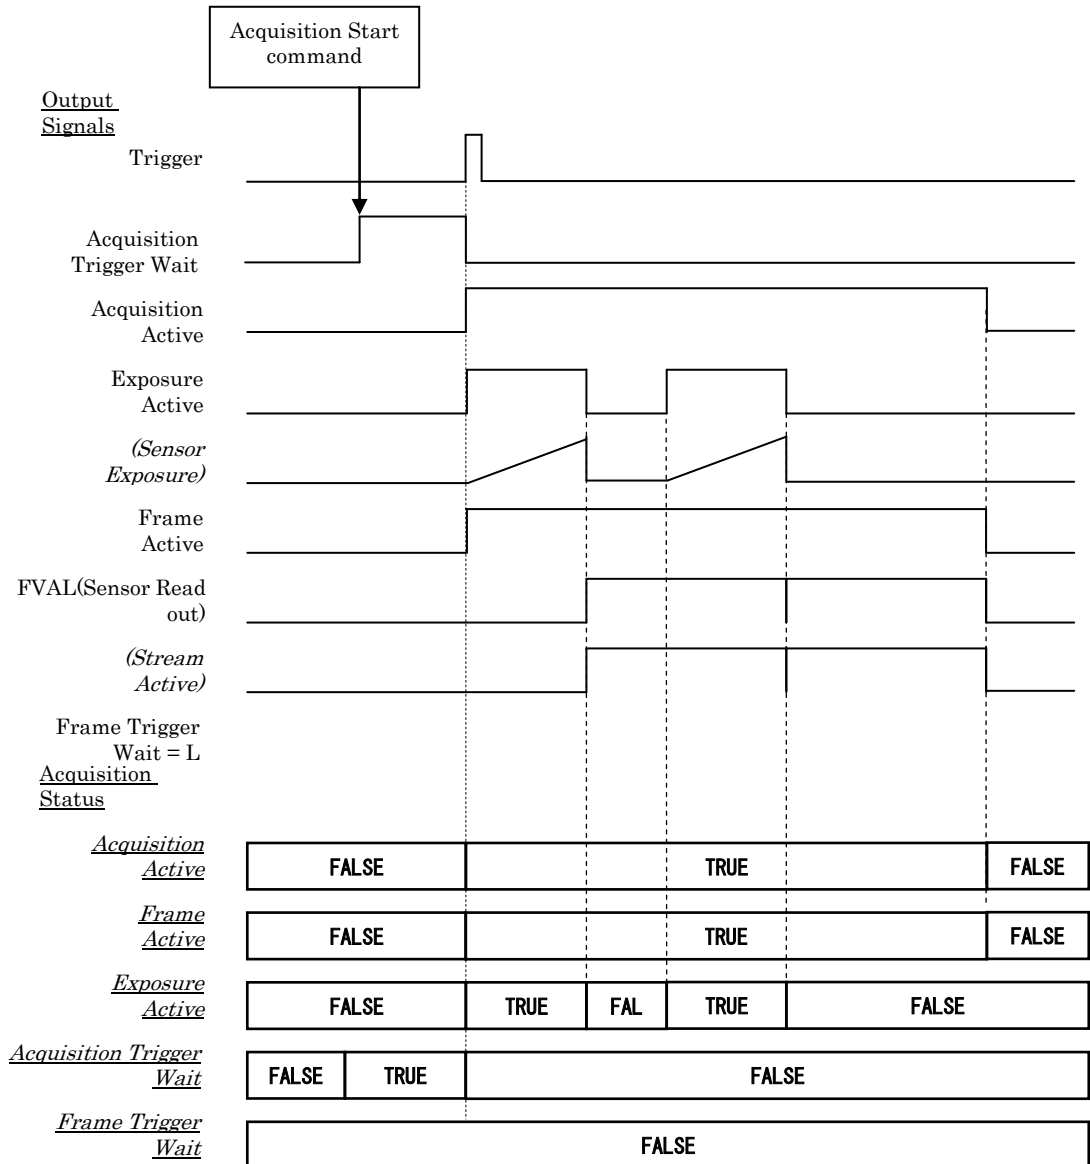 Acquisition Start
command
Output
Signals
Trigger
Acquisition
Trigger Wait
Acquisition
Active
Exposure
Active
(Sensor
Exposure)
Frame
Active
FVAL(Sensor Read
out)
(Stream
Active)
Frame Trigger
Wait = L
Acquisition
Status
Acquisition
Active
FALSE TRUE FALSE
Frame
Active
FALSE TRUE FALSE
Exposure
Active
FALSE TRUE FAL TRUE FALSE
Acquisition Trigger
Wait
FALSE TRUE FALSE
Frame Trigger
Wait
FALSE